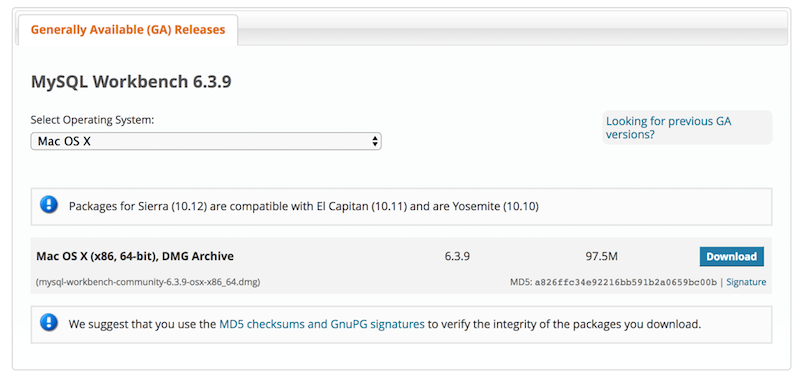 Generally Available (GA) Releases
MySQL Workbench 6.3.9
Select Operating System:
Mac OS X
Looking for previous GA
versions?
Packages for Sierra (10.12) are compatible with El Capitan (10.11) and are Yosemite (10.10)
Mac OS X (x86, 64-bit), DMG Archive 6.3.9 97.5M Download
(mysql-workbench-community-6.3.9-osx-x86_64.dmg) MD5: a826ffc34e92216bb591b2a0659bc00b | Signature
We suggest that you use the MD5 checksums and GnuPG signatures to verify the integrity of the packages you download.